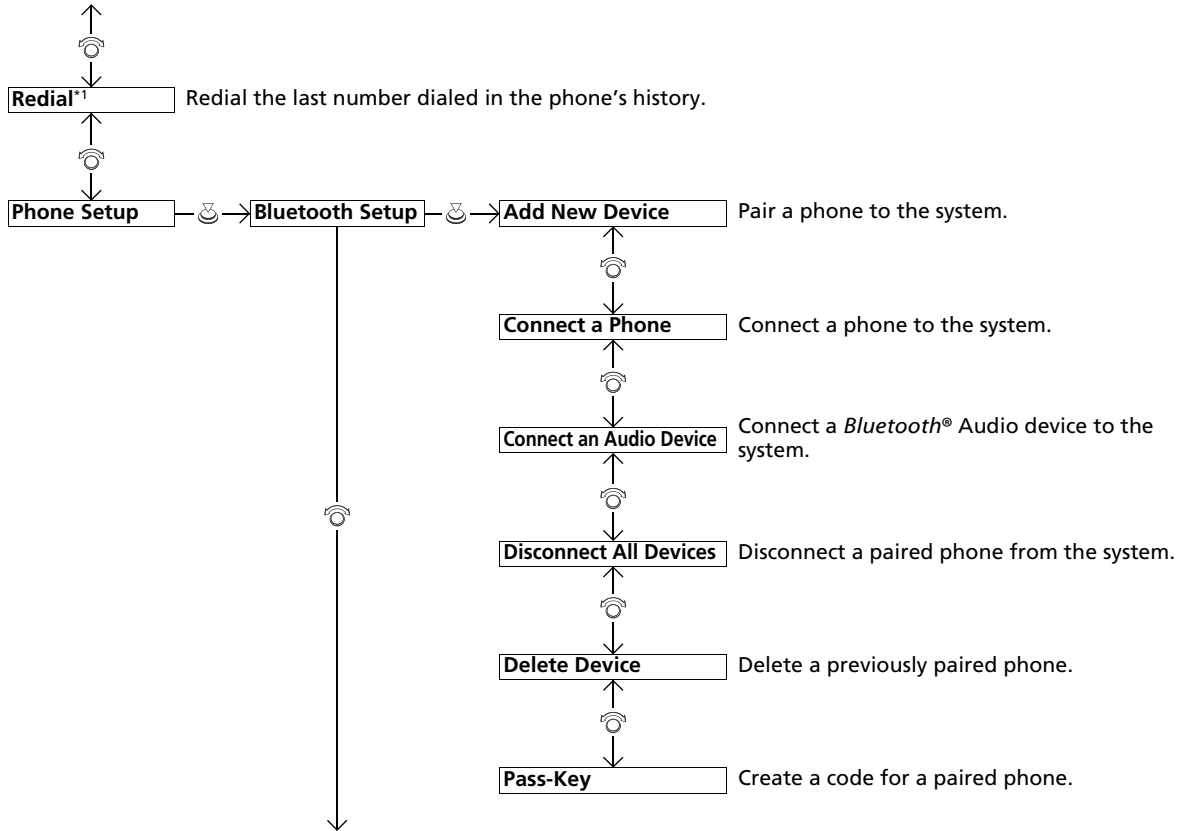 Redial*1 Redial the last number dialed in the phone's history.
Phone Setup Bluetooth Setup Add New Device Pair a phone to the system.
Connect a Phone Connect a phone to the system.
Connect an Audio Device Connect a Bluetooth® Audio device to the
system.
Disconnect All Devices Disconnect a paired phone from the system.
Delete Device Delete a previously paired phone.
Pass-Key Create a code for a paired phone.